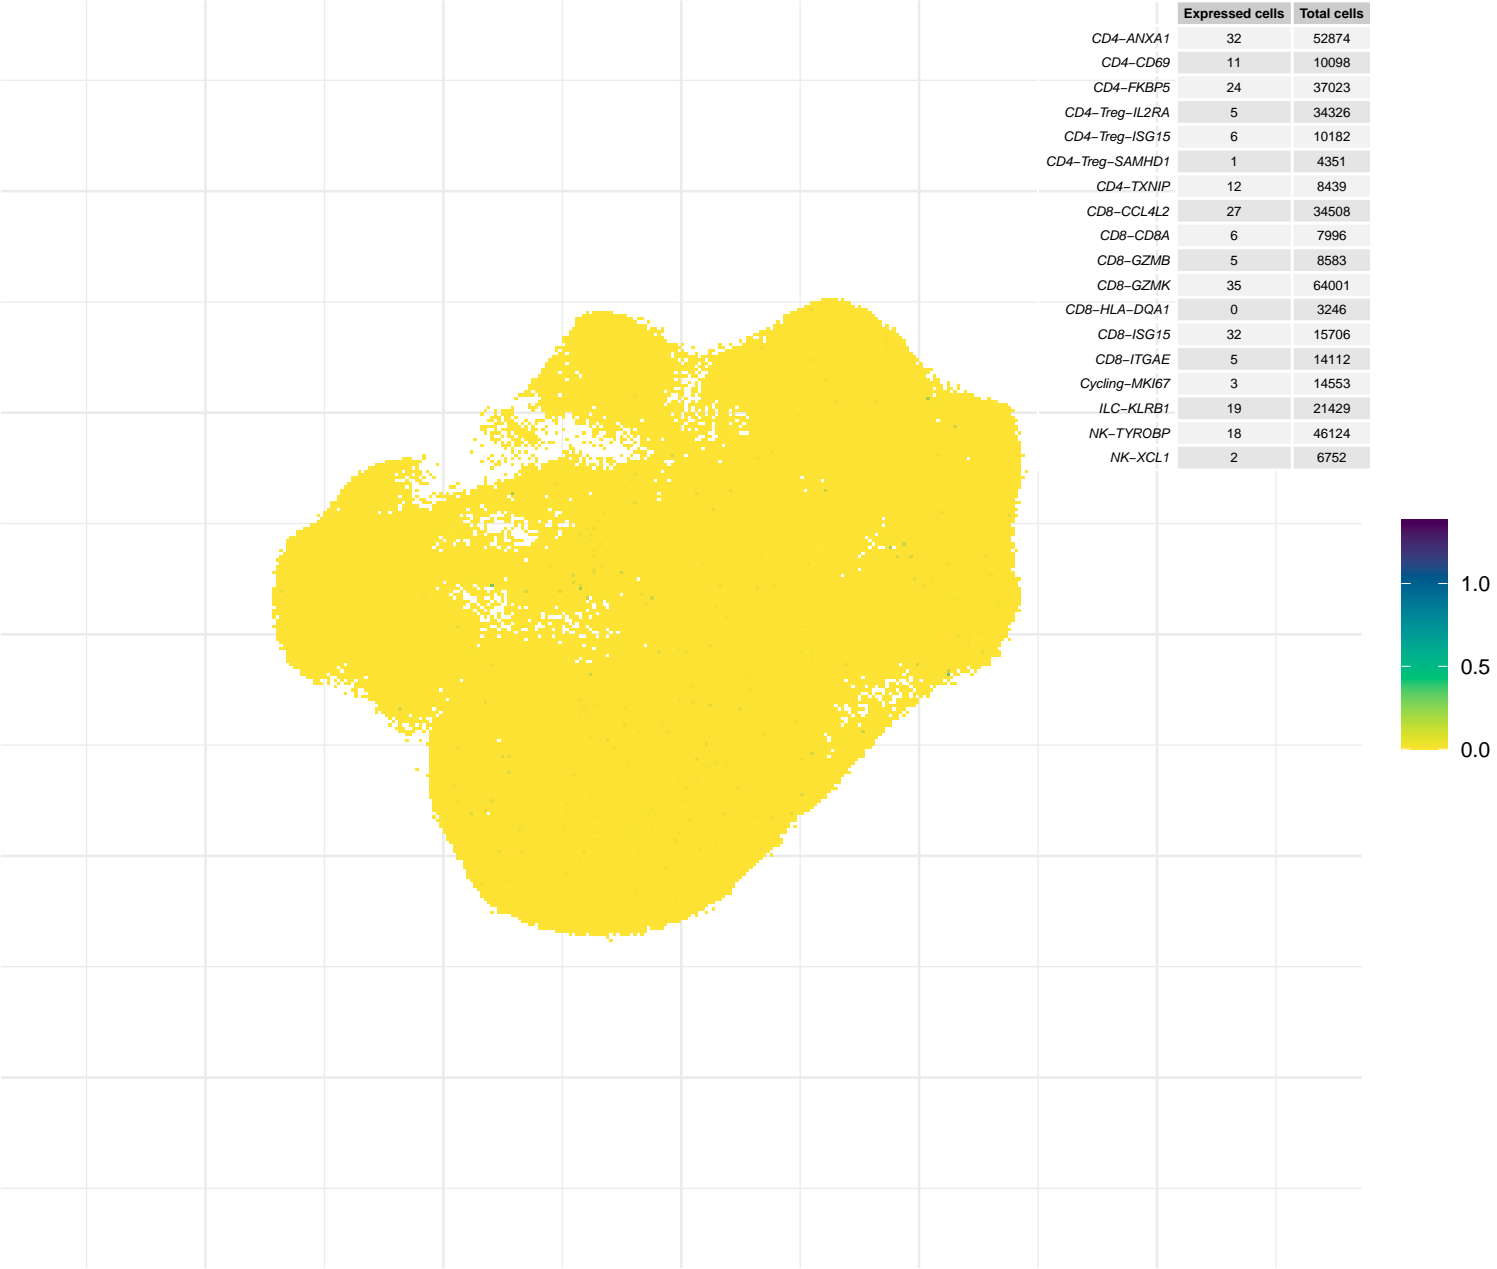 Expressed cells Total cells
CD4−ANXA1 32 52874
CD4−CD69 11 10098
CD4−FKBP5 24 37023
CD4−Treg−IL2RA 5 34326
CD4−Treg−ISG15 6 10182
CD4−Treg−SAMHD1 1 4351
CD4−TXNIP 12 8439
CD8−CCL4L2 27 34508
CD8−CD8A 6 7996
CD8−GZMB 5 8583
CD8−GZMK 35 64001
CD8−HLA−DQA1 0 3246
CD8−ISG15 32 15706
CD8−ITGAE 5 14112
Cycling−MKI67 3 14553
ILC−KLRB1 19 21429
NK−TYROBP 18 46124
NK−XCL1 2 6752
1.0
0.5
0.0